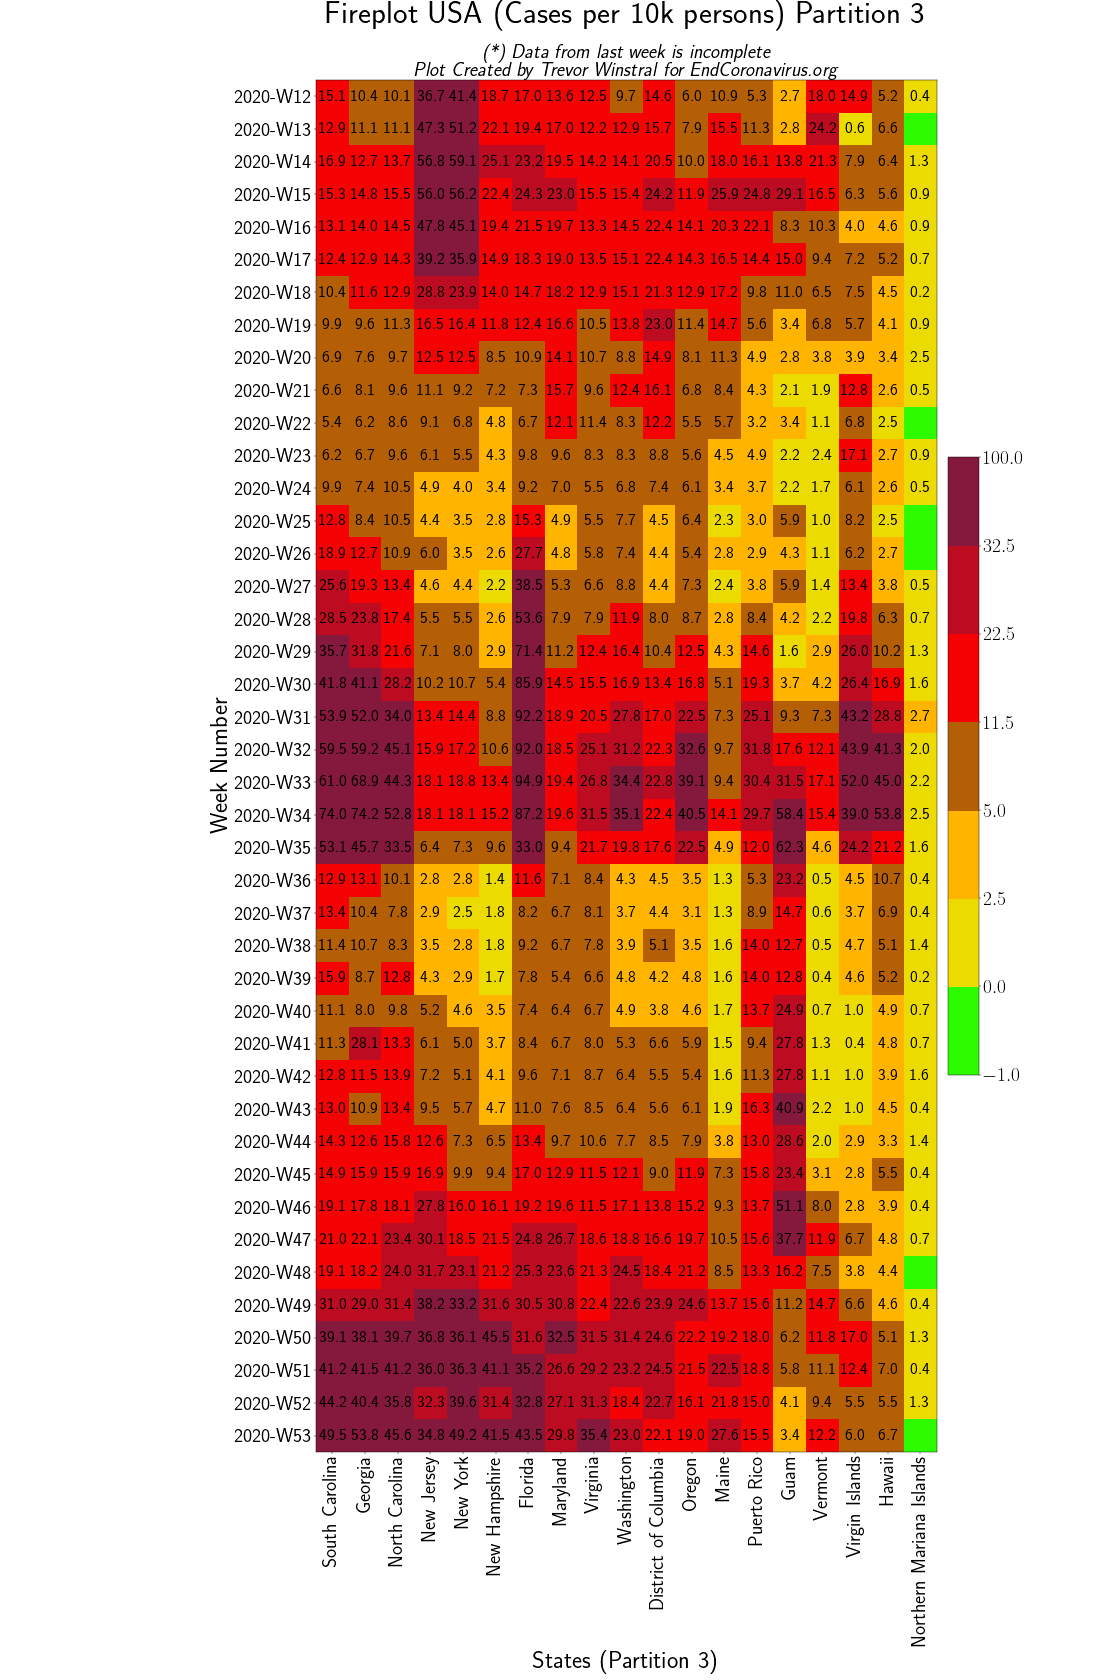 Fireplot USA (Cases per 10k persons) Partition 3
(*) Data from last week is incomplete
Plot Created by Trevor Winstral for EndCoronavirus.org
2020-W12 15.1 10.4 10.1 36.7 41.4 18.7 17.0 13.6 12.5 9.7 14.6 6.0 10.9 5.3 2.7 18.0 14.9 5.2 0.4
2020-W13 12.9 11.1 11.1 47.3 51.2 22.1 19.4 17.0 12.2 12.9 15.7 7.9 15.5 11.3 2.8 24.2 0.6 6.6
2020-W14 16.9 12.7 13.7 56.8 59.1 25.1 23.2 19.5 14.2 14.1 20.5 10.0 18.0 16.1 13.8 21.3 7.9 6.4 1.3
2020-W15 15.3 14.8 15.5 56.0 56.2 22.4 24.3 23.0 15.5 15.4 24.2 11.9 25.9 24.8 29.1 16.5 6.3 5.6 0.9
2020-W16 13.1 14.0 14.5 47.8 45.1 19.4 21.5 19.7 13.3 14.5 22.4 14.1 20.3 22.1 8.3 10.3 4.0 4.6 0.9
2020-W17 12.4 12.9 14.3 39.2 35.9 14.9 18.3 19.0 13.5 15.1 22.4 14.3 16.5 14.4 15.0 9.4 7.2 5.2 0.7
2020-W18 10.4 11.6 12.9 28.8 23.9 14.0 14.7 18.2 12.9 15.1 21.3 12.9 17.2 9.8 11.0 6.5 7.5 4.5 0.2
2020-W19 9.9 9.6 11.3 16.5 16.4 11.8 12.4 16.6 10.5 13.8 23.0 11.4 14.7 5.6 3.4 6.8 5.7 4.1 0.9
2020-W20 6.9 7.6 9.7 12.5 12.5 8.5 10.9 14.1 10.7 8.8 14.9 8.1 11.3 4.9 2.8 3.8 3.9 3.4 2.5
2020-W21 6.6 8.1 9.6 11.1 9.2 7.2 7.3 15.7 9.6 12.4 16.1 6.8 8.4 4.3 2.1 1.9 12.8 2.6 0.5
2020-W22 5.4 6.2 8.6 9.1 6.8 4.8 6.7 12.1 11.4 8.3 12.2 5.5 5.7 3.2 3.4 1.1 6.8 2.5
2020-W23 6.2 6.7 9.6 6.1 5.5 4.3 9.8 9.6 8.3 8.3 8.8 5.6 4.5 4.9 2.2 2.4 17.1 2.7 0.9
2020-W24 9.9 7.4 10.5 4.9 4.0 3.4 9.2 7.0 5.5 6.8 7.4 6.1 3.4 3.7 2.2 1.7 6.1 2.6 0.5
2020-W25 12.8 8.4 10.5 4.4 3.5 2.8 15.3 4.9 5.5 7.7 4.5 6.4 2.3 3.0 5.9 1.0 8.2 2.5
2020-W26 18.9 12.7 10.9 6.0 3.5 2.6 27.7 4.8 5.8 7.4 4.4 5.4 2.8 2.9 4.3 1.1 6.2 2.7
2020-W27 25.6 19.3 13.4 4.6 4.4 2.2 38.5 5.3 6.6 8.8 4.4 7.3 2.4 3.8 5.9 1.4 13.4 3.8 0.5
2020-W28 28.5 23.8 17.4 5.5 5.5 2.6 53.6 7.9 7.9 11.9 8.0 8.7 2.8 8.4 4.2 2.2 19.8 6.3 0.7
2020-W29 35.7 31.8 21.6 7.1 8.0 2.9 71.4 11.2 12.4 16.4 10.4 12.5 4.3 14.6 1.6 2.9 26.0 10.2 1.3
2020-W30 41.8 41.1 28.2 10.2 10.7 5.4 85.9 14.5 15.5 16.9 13.4 16.8 5.1 19.3 3.7 4.2 26.4 16.9 1.6
2020-W31 53.9 52.0 34.0 13.4 14.4 8.8 92.2 18.9 20.5 27.8 17.0 22.5 7.3 25.1 9.3 7.3 43.2 28.8 2.7
2020-W32 59.5 59.2 45.1 15.9 17.2 10.6 92.0 18.5 25.1 31.2 22.3 32.6 9.7 31.8 17.6 12.1 43.9 41.3 2.0
2020-W33 61.0 68.9 44.3 18.1 18.8 13.4 94.9 19.4 26.8 34.4 22.8 39.1 9.4 30.4 31.5 17.1 52.0 45.0 2.2
2020-W34 74.0 74.2 52.8 18.1 18.1 15.2 87.2 19.6 31.5 35.1 22.4 40.5 14.1 29.7 58.4 15.4 39.0 53.8 2.5
2020-W35 53.1 45.7 33.5 6.4 7.3 9.6 33.0 9.4 21.7 19.8 17.6 22.5 4.9 12.0 62.3 4.6 24.2 21.2 1.6
2020-W36 12.9 13.1 10.1 2.8 2.8 1.4 11.6 7.1 8.4 4.3 4.5 3.5 1.3 5.3 23.2 0.5 4.5 10.7 0.4
2020-W37 13.4 10.4 7.8 2.9 2.5 1.8 8.2 6.7 8.1 3.7 4.4 3.1 1.3 8.9 14.7 0.6 3.7 6.9 0.4
2020-W38 11.4 10.7 8.3 3.5 2.8 1.8 9.2 6.7 7.8 3.9 5.1 3.5 1.6 14.0 12.7 0.5 4.7 5.1 1.4
2020-W39 15.9 8.7 12.8 4.3 2.9 1.7 7.8 5.4 6.6 4.8 4.2 4.8 1.6 14.0 12.8 0.4 4.6 5.2 0.2
2020-W40 11.1 8.0 9.8 5.2 4.6 3.5 7.4 6.4 6.7 4.9 3.8 4.6 1.7 13.7 24.9 0.7 1.0 4.9 0.7
2020-W41 11.3 28.1 13.3 6.1 5.0 3.7 8.4 6.7 8.0 5.3 6.6 5.9 1.5 9.4 27.8 1.3 0.4 4.8 0.7
2020-W42 12.8 11.5 13.9 7.2 5.1 4.1 9.6 7.1 8.7 6.4 5.5 5.4 1.6 11.3 27.8 1.1 1.0 3.9 1.6
2020-W43 13.0 10.9 13.4 9.5 5.7 4.7 11.0 7.6 8.5 6.4 5.6 6.1 1.9 16.3 40.9 2.2 1.0 4.5 0.4
2020-W44 14.3 12.6 15.8 12.6 7.3 6.5 13.4 9.7 10.6 7.7 8.5 7.9 3.8 13.0 28.6 2.0 2.9 3.3 1.4
2020-W45 14.9 15.9 15.9 16.9 9.9 9.4 17.0 12.9 11.5 12.1 9.0 11.9 7.3 15.8 23.4 3.1 2.8 5.5 0.4
2020-W46 19.1 17.8 18.1 27.8 16.0 16.1 19.2 19.6 11.5 17.1 13.8 15.2 9.3 13.7 51.1 8.0 2.8 3.9 0.4
2020-W47 21.0 22.1 23.4 30.1 18.5 21.5 24.8 26.7 18.6 18.8 16.6 19.7 10.5 15.6 37.7 11.9 6.7 4.8 0.7
2020-W48 19.1 18.2 24.0 31.7 23.1 21.2 25.3 23.6 21.3 24.5 18.4 21.2 8.5 13.3 16.2 7.5 3.8 4.4
2020-W49 31.0 29.0 31.4 38.2 33.2 31.6 30.5 30.8 22.4 22.6 23.9 24.6 13.7 15.6 11.2 14.7 6.6 4.6 0.4
2020-W50 39.1 38.1 39.7 36.8 36.1 45.5 31.6 32.5 31.5 31.4 24.6 22.2 19.2 18.0 6.2 11.8 17.0 5.1 1.3
2020-W51 41.2 41.5 41.2 36.0 36.3 41.1 35.2 26.6 29.2 23.2 24.5 21.5 22.5 18.8 5.8 11.1 12.4 7.0 0.4
2020-W52 44.2 40.4 35.8 32.3 39.6 31.4 32.8 27.1 31.3 18.4 22.7 16.1 21.8 15.0 4.1 9.4 5.5 5.5 1.3
2020-W53 49.5 53.8 45.6 34.8 49.2 41.5 43.5 29.8 35.4 23.0 22.1 19.0 27.6 15.5 3.4 12.2 6.0 6.7
Week Number
South Carolina
Georgia
North Carolina
New Jersey
New York
New Hampshire
Florida
Maryland
Virginia
Washington
District of Columbia
Oregon
Maine
Puerto Rico
Guam
Vermont
Virgin Islands
Hawaii
Northern Mariana Islands
States (Partition 3)
100.0
32.5
22.5
11.5
5.0
2.5
0.0
−1.0